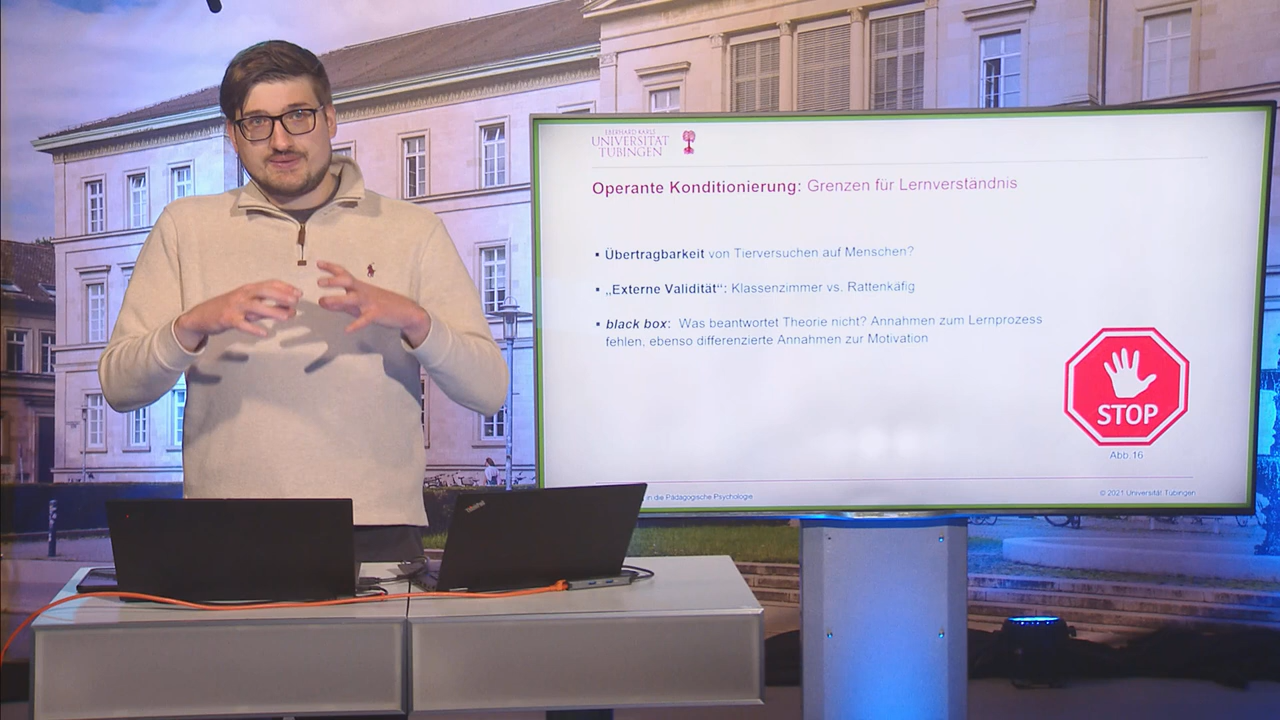 EBERHARD KARLS
UNIVERSITÄT
TÜBINGEN
Operante Konditionierung: Grenzen für Lernverständnis
▪ Übertragbarkeit von Tierversuchen auf Menschen?
▪ „Externe Validität“: Klassenzimmer vs. Rattenkäfig
▪ black box: Was beantwortet Theorie nicht? Annahmen zum Lernprozess
fehlen, ebenso differenzierte Annahmen zur Motivation
STOP
Abb.16
in die Pädagogische Psychologie
© 2021 Universität Tübingen
ThinkPad